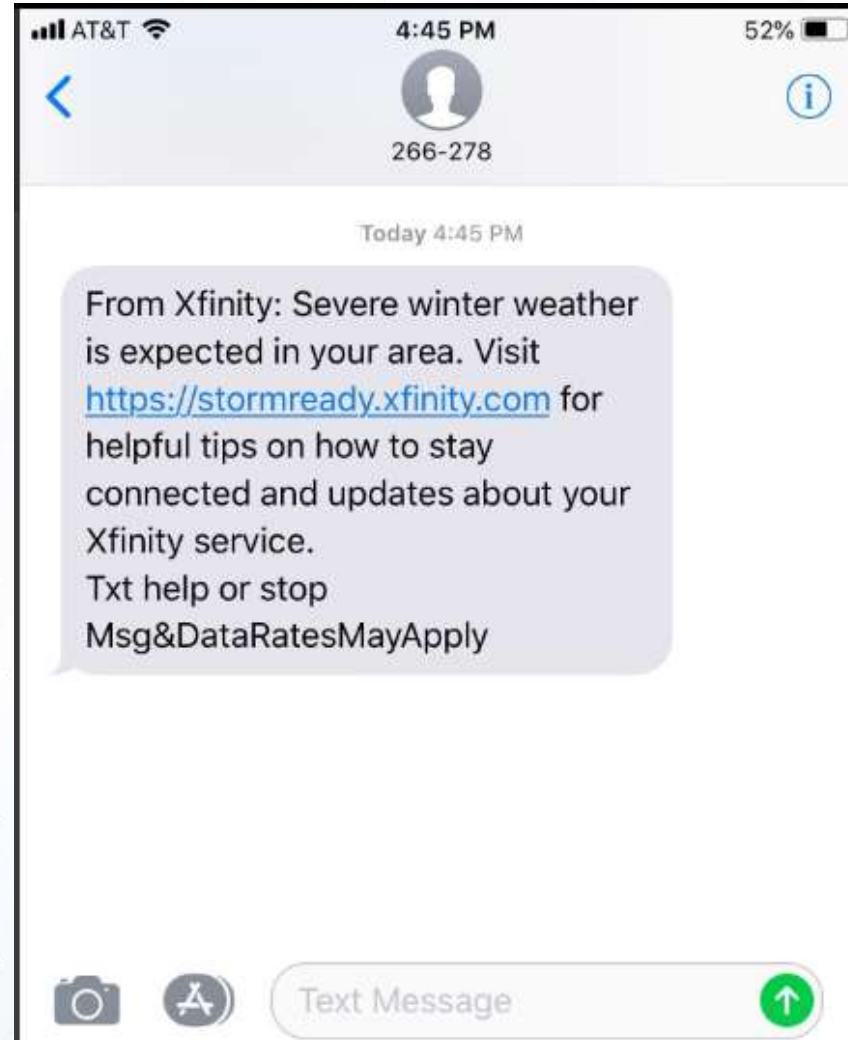 AT&T 4:45 PM 52%
266-278
Today 4:45 PM
From Xfinity: Severe winter weather
is expected in your area. Visit
https://stormready.xfinity.com for
helpful tips on how to stay
connected and updates about your
Xfinity service.
Txt help or stop
Msg&DataRatesMayApply
Text Message